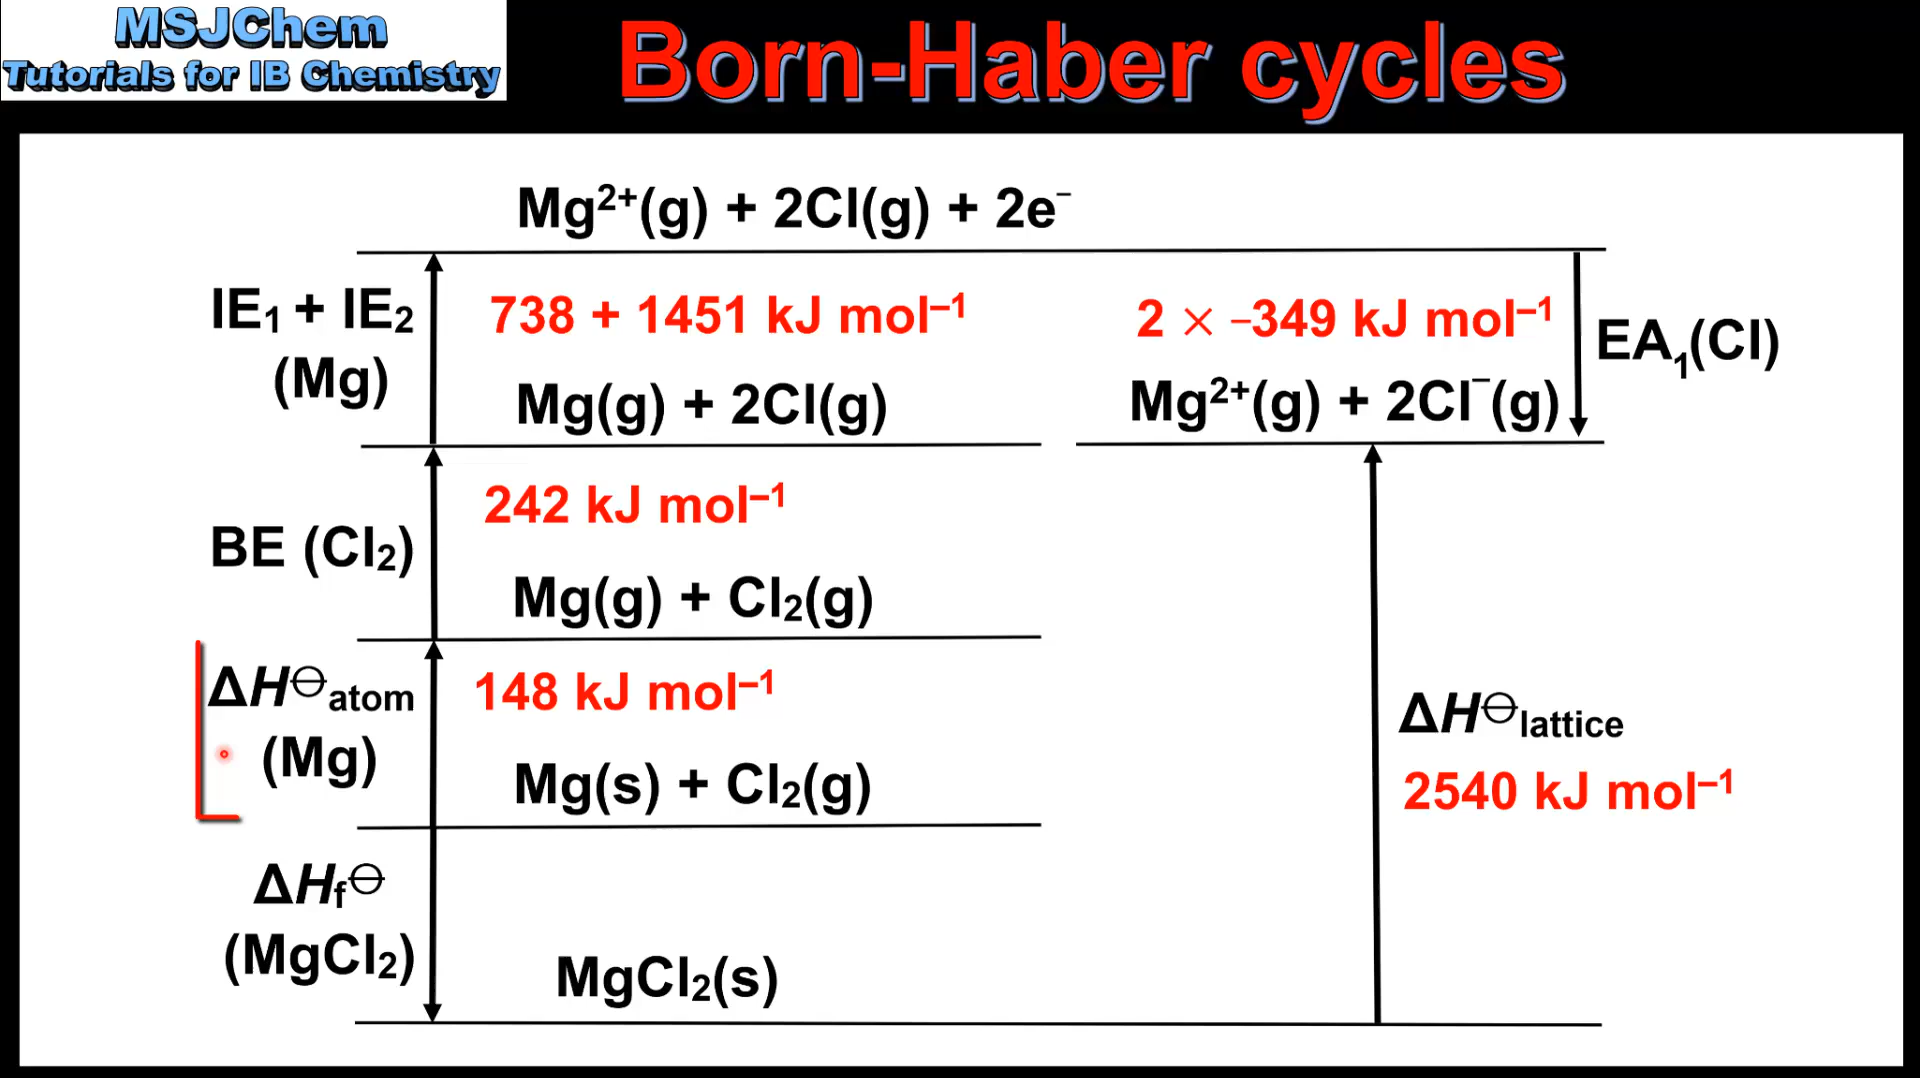 MSJChem
Tutorials for IB Chemistry
Born-Haber cycles
Mg²⁺(g) + 2Cl(g) + 2e⁻
IE₁ + IE₂
(Mg)
738 + 1451 kJ mol⁻¹
2 × –349 kJ mol⁻¹
EA₁(Cl)
Mg(g) + 2Cl(g)
Mg²⁺(g) + 2Cl⁻(g)
242 kJ mol⁻¹
BE (Cl₂)
Mg(g) + Cl₂(g)
ΔH⊖atom
(Mg)
148 kJ mol⁻¹
Mg(s) + Cl₂(g)
ΔH⊖lattice
2540 kJ mol⁻¹
ΔHf⊖
(MgCl₂)
MgCl₂(s)